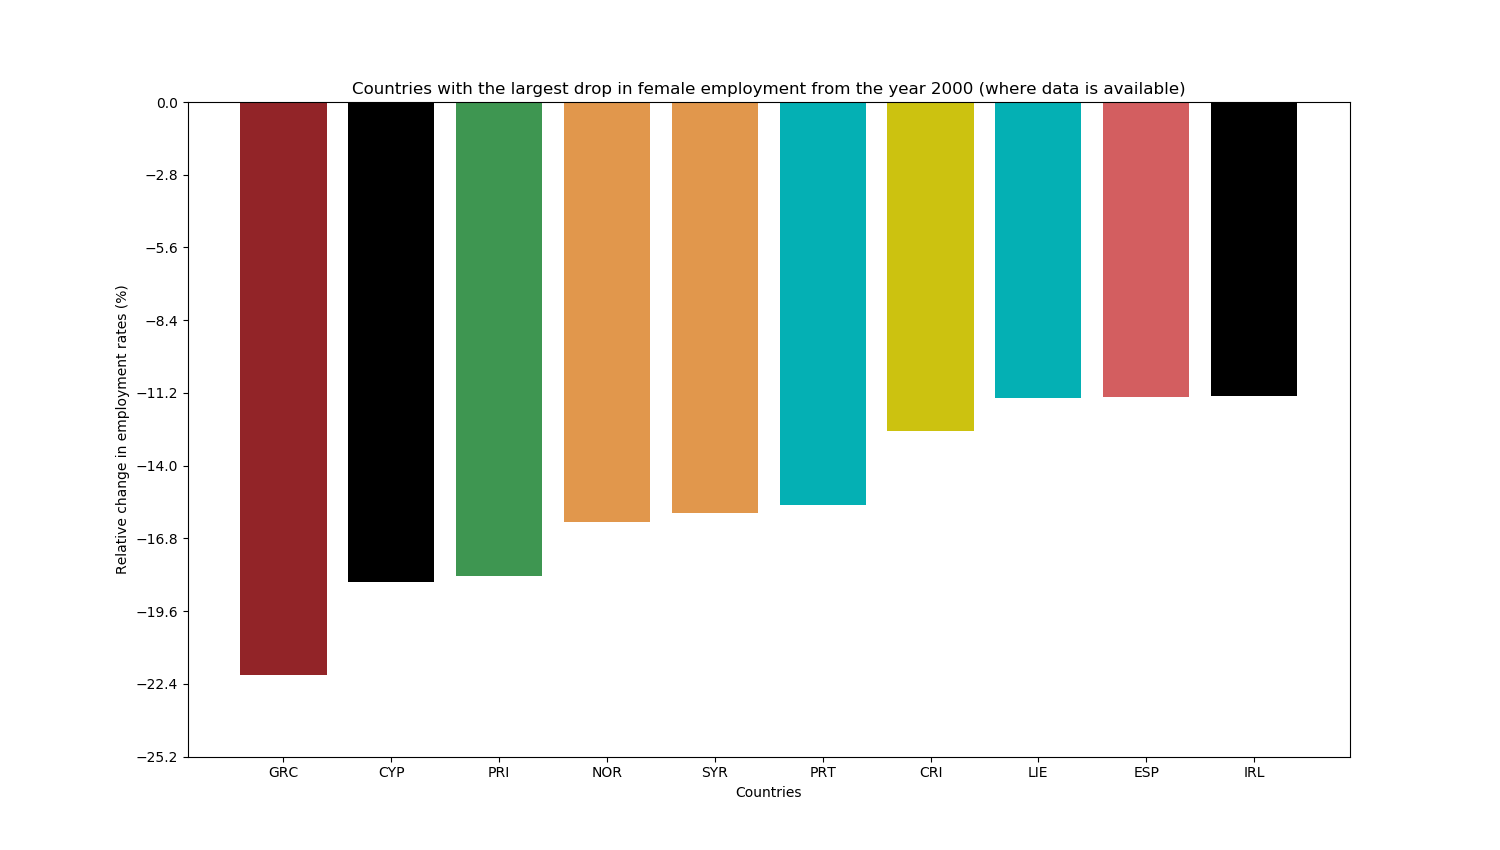 Countries with the largest drop in female employment from the year 2000 (where data is available)
0.0
−2.8
−5.6
−8.4
−11.2
−14.0
−16.8
−19.6
−22.4
−25.2
Relative change in employment rates (%)
GRC CYP PRI NOR SYR PRT CRI LIE ESP IRL
Countries